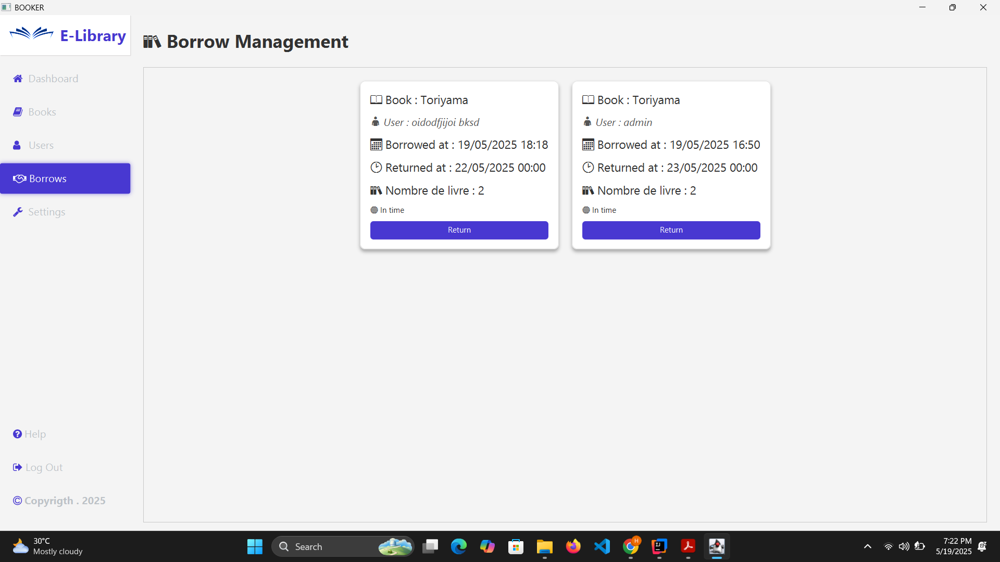 BOOKER
E-Library
Borrow Management
Dashboard
Books
Users
Borrows
Settings
Help
Log Out
© Copyrigth . 2025
Book : Toriyama
User : oidodfjijoi bksd
Borrowed at : 19/05/2025 18:18
Returned at : 22/05/2025 00:00
Nombre de livre : 2
In time
Return
Book : Toriyama
User : admin
Borrowed at : 19/05/2025 16:50
Returned at : 23/05/2025 00:00
Nombre de livre : 2
In time
Return
30°C
Mostly cloudy
Search
H
IJ
7:22 PM
5/19/2025